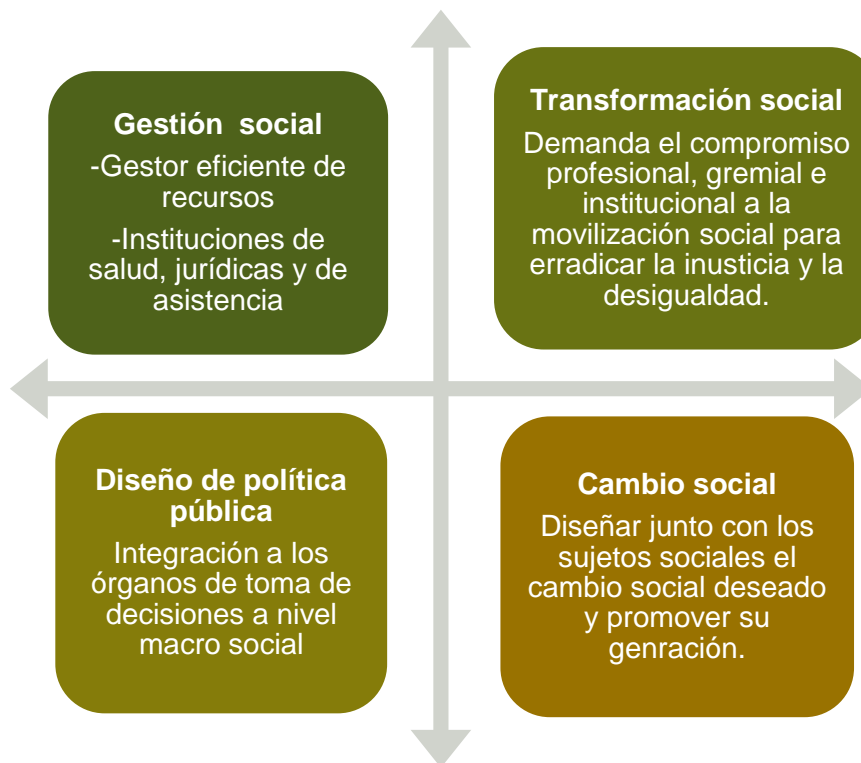 Gestión  social
-Gestor eficiente de
recursos
-Instituciones de
salud, jurídicas y de
asistencia
Transformación social
Demanda el compromiso
profesional, gremial e
institucional a la
movilización social para
erradicar la inusticia y la
desigualdad.
Diseño de política
pública
Integración a los
órganos de toma de
decisiones a nivel
macro social
Cambio social
Diseñar junto con los
sujetos sociales el
cambio social deseado
y promover su
genración.